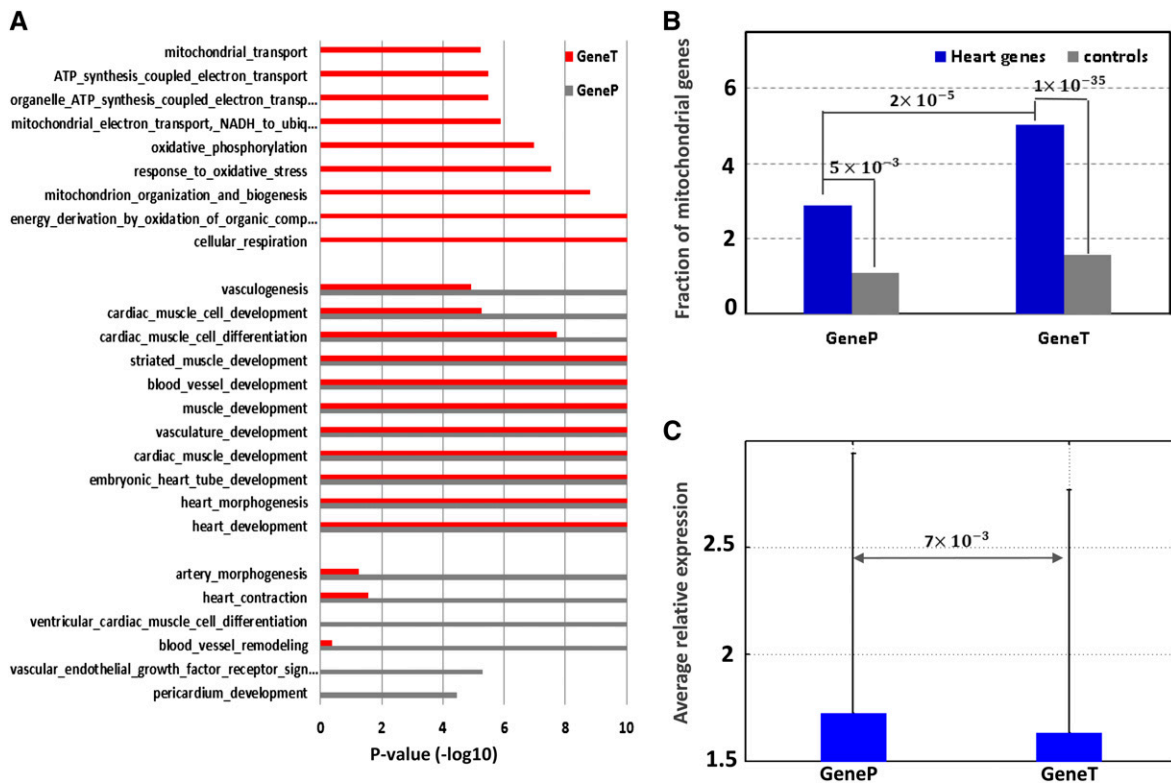 A
mitochondrial_transport
ATP_synthesis_coupled_electron_transport
organelle_ATP_synthesis_coupled_electron_transp...
mitochondrial_electron_transport,_NADH_to_ubiq...
oxidative_phosphorylation
response_to_oxidative_stress
mitochondrion_organization_and_biogenesis
energy_derivation_by_oxidation_of_organic_comp...
cellular_respiration
vasculogenesis
cardiac_muscle_cell_development
cardiac_muscle_cell_differentiation
striated_muscle_development
blood_vessel_development
muscle_development
vasculature_development
cardiac_muscle_development
embryonic_heart_tube_development
heart_morphogenesis
heart_development
artery_morphogenesis
heart_contraction
ventricular_cardiac_muscle_cell_differentiation
blood_vessel_remodeling
vascular_endothelial_growth_factor_receptor_sign...
pericardium_development
0 2 4 6 8 10
P-value (-log10)
GeneT
GeneP
B
Fraction of mitochondrial genes
Heart genes controls
6
4
2
0
2× 10⁻⁵
1× 10⁻³⁵
5 × 10⁻³
GeneP GeneT
C
Average relative expression
2.5
2
1.5
7× 10⁻³
GeneP GeneT